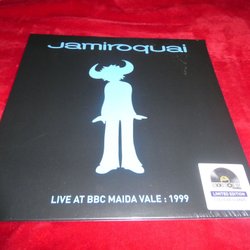 Jamiroquai
LIVE AT BBC MAIDA VALE : 1999
LIMITED EDITION